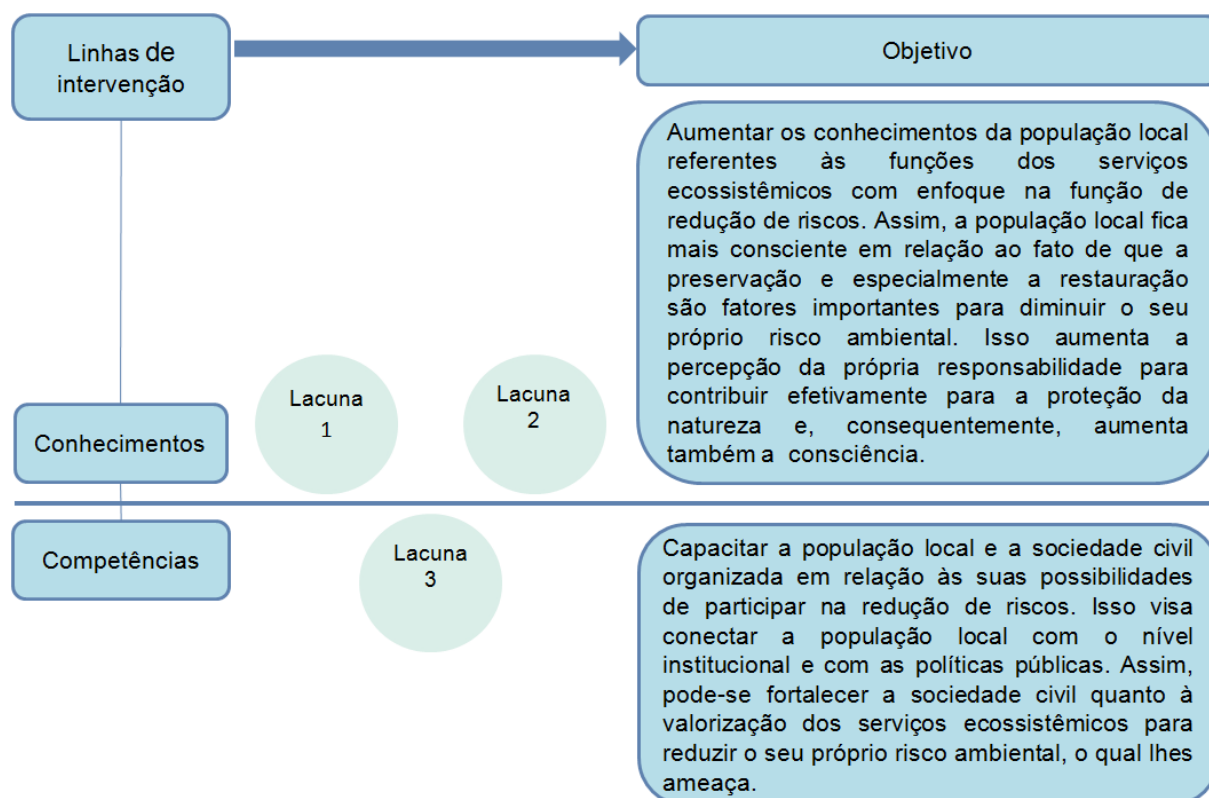 Linhas de
intervenção
Objetivo
Aumentar os conhecimentos da população local
referentes às funções dos serviços
ecossistêmicos com enfoque na função de
redução de riscos. Assim, a população local fica
mais consciente em relação ao fato de que a
preservação e especialmente a restauração
são fatores importantes para diminuir o seu
próprio risco ambiental. Isso aumenta a
percepção da própria responsabilidade para
contribuir efetivamente para a proteção da
natureza e, consequentemente, aumenta
também a consciência.
Conhecimentos
Lacuna
1
Lacuna
2
Competências
Lacuna
3
Capacitar a população local e a sociedade civil
organizada em relação às suas possibilidades
de participar na redução de riscos. Isso visa
conectar a população local com o nível
institucional e com as políticas públicas. Assim,
pode-se fortalecer a sociedade civil quanto à
valorização dos serviços ecossistêmicos para
reduzir o seu próprio risco ambiental, o qual lhes
ameaça.